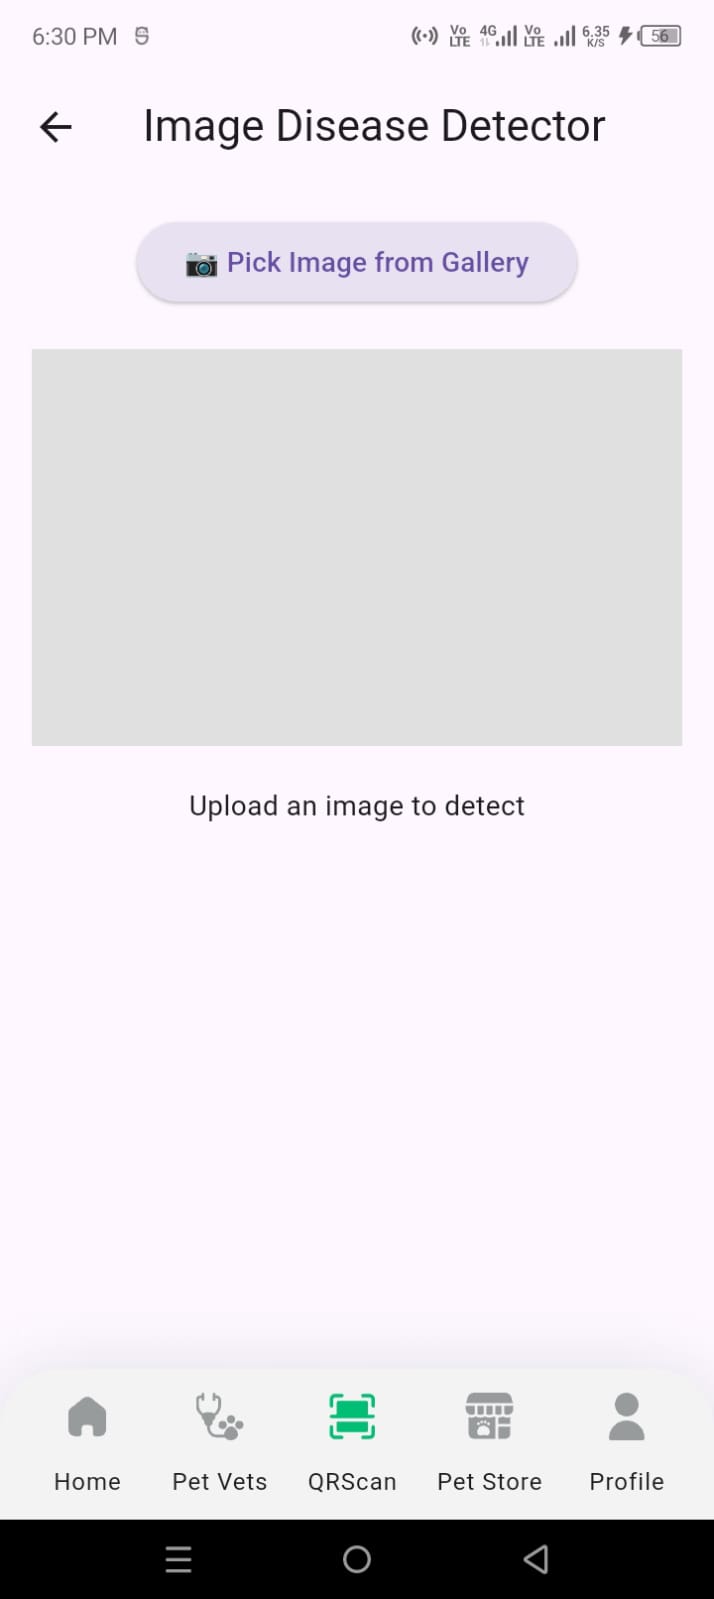 6:30 PM
Vo LTE 4G Vo LTE 6.35 K/S 56
Image Disease Detector
📷 Pick Image from Gallery
Upload an image to detect
Home Pet Vets QRScan Pet Store Profile